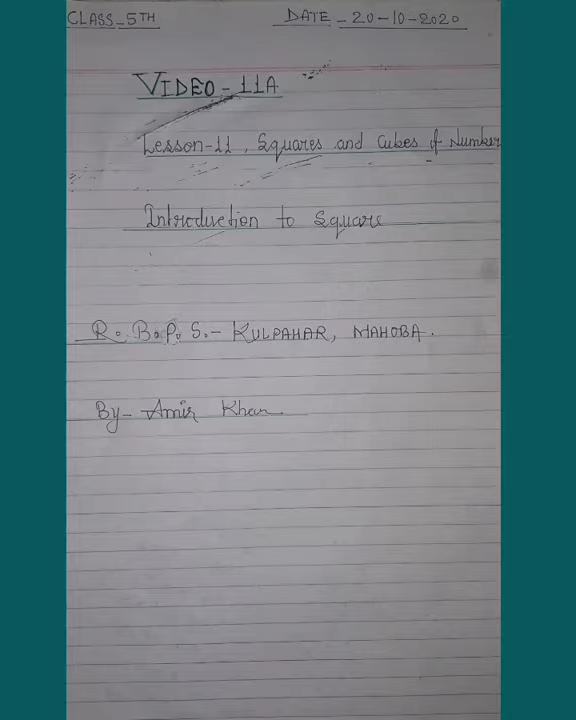 CLASS-5TH DATE-20-10-2020
VIDEO-11A
Lesson-11, Squares and Cubes of Number
Introduction to Square
R. B. P. S.- KULPAHAR, MAHOBA.
By- Amir Khan